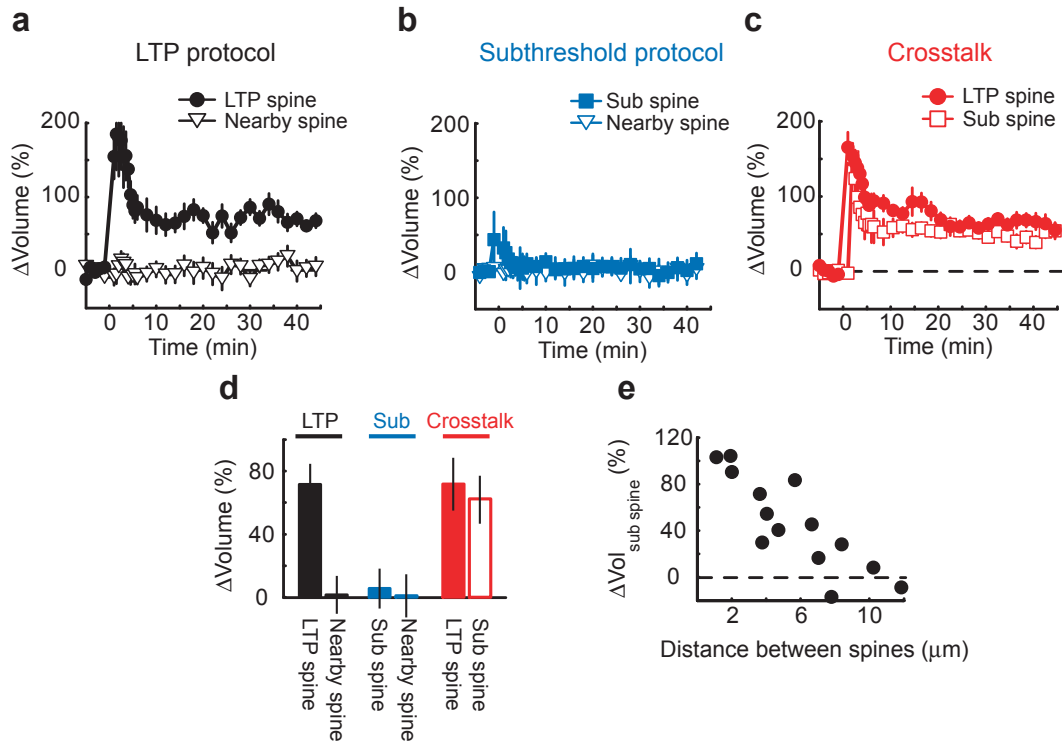 a
LTP protocol
LTP spine
Nearby spine
ΔVolume (%)
200
100
0
0 10 20 30 40
Time (min)
b
Subthreshold protocol
Sub spine
Nearby spine
ΔVolume (%)
200
100
0
0 10 20 30 40
Time (min)
c
Crosstalk
LTP spine
Sub spine
ΔVolume (%)
200
100
0
0 10 20 30 40
Time (min)
d
LTP Sub Crosstalk
ΔVolume (%)
80
40
0
LTP spine
Nearby spine
Sub spine
Nearby spine
LTP spine
Sub spine
e
ΔVol sub spine (%)
120
80
40
0
2 6 10
Distance between spines (μm)